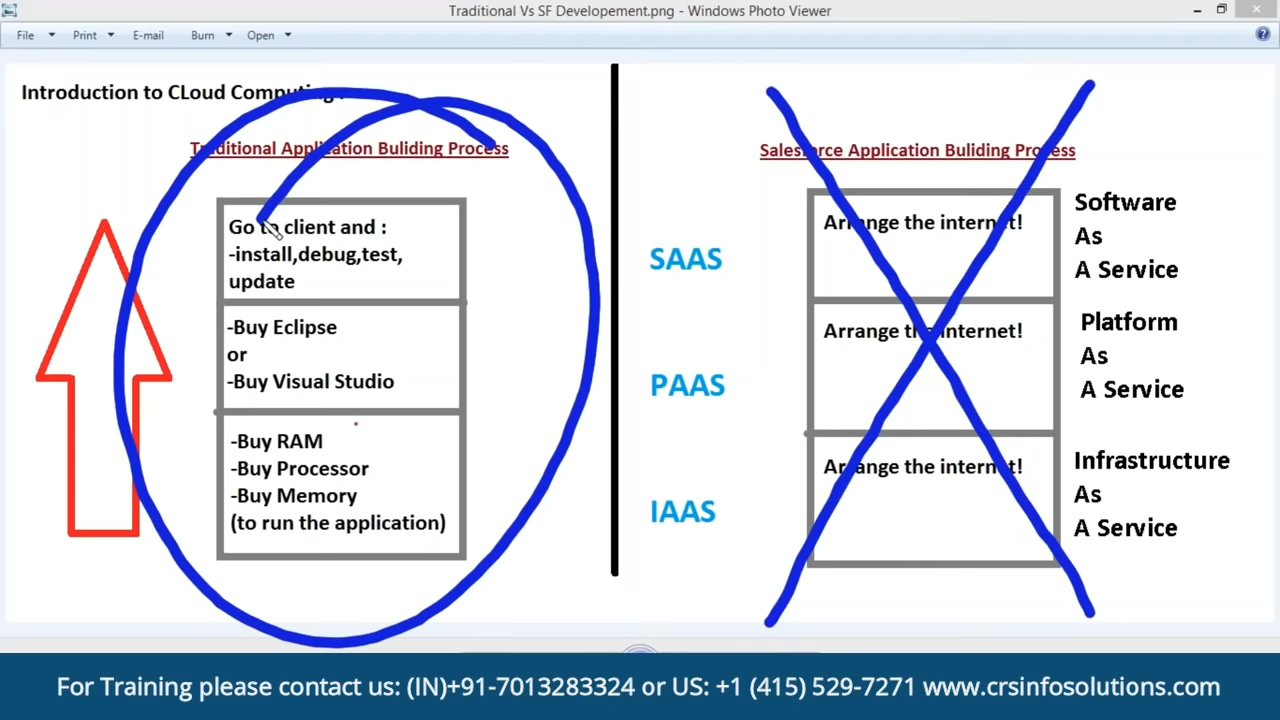 Traditional Vs SF Developement.png - Windows Photo Viewer
File Print E-mail Burn Open
Introduction to CLoud Computing :
Traditional Application Buliding Process
Go to client and :
-install,debug,test,
update
-Buy Eclipse
or
-Buy Visual Studio
-Buy RAM
-Buy Processor
-Buy Memory
(to run the application)
Salesforce Application Buliding Process
SAAS
Arrange the internet!
Software
As
A Service
PAAS
Arrange the internet!
Platform
As
A Service
IAAS
Arrange the internet!
Infrastructure
As
A Service
For Training please contact us: (IN)+91-7013283324 or US: +1 (415) 529-7271 www.crsinfosolutions.com